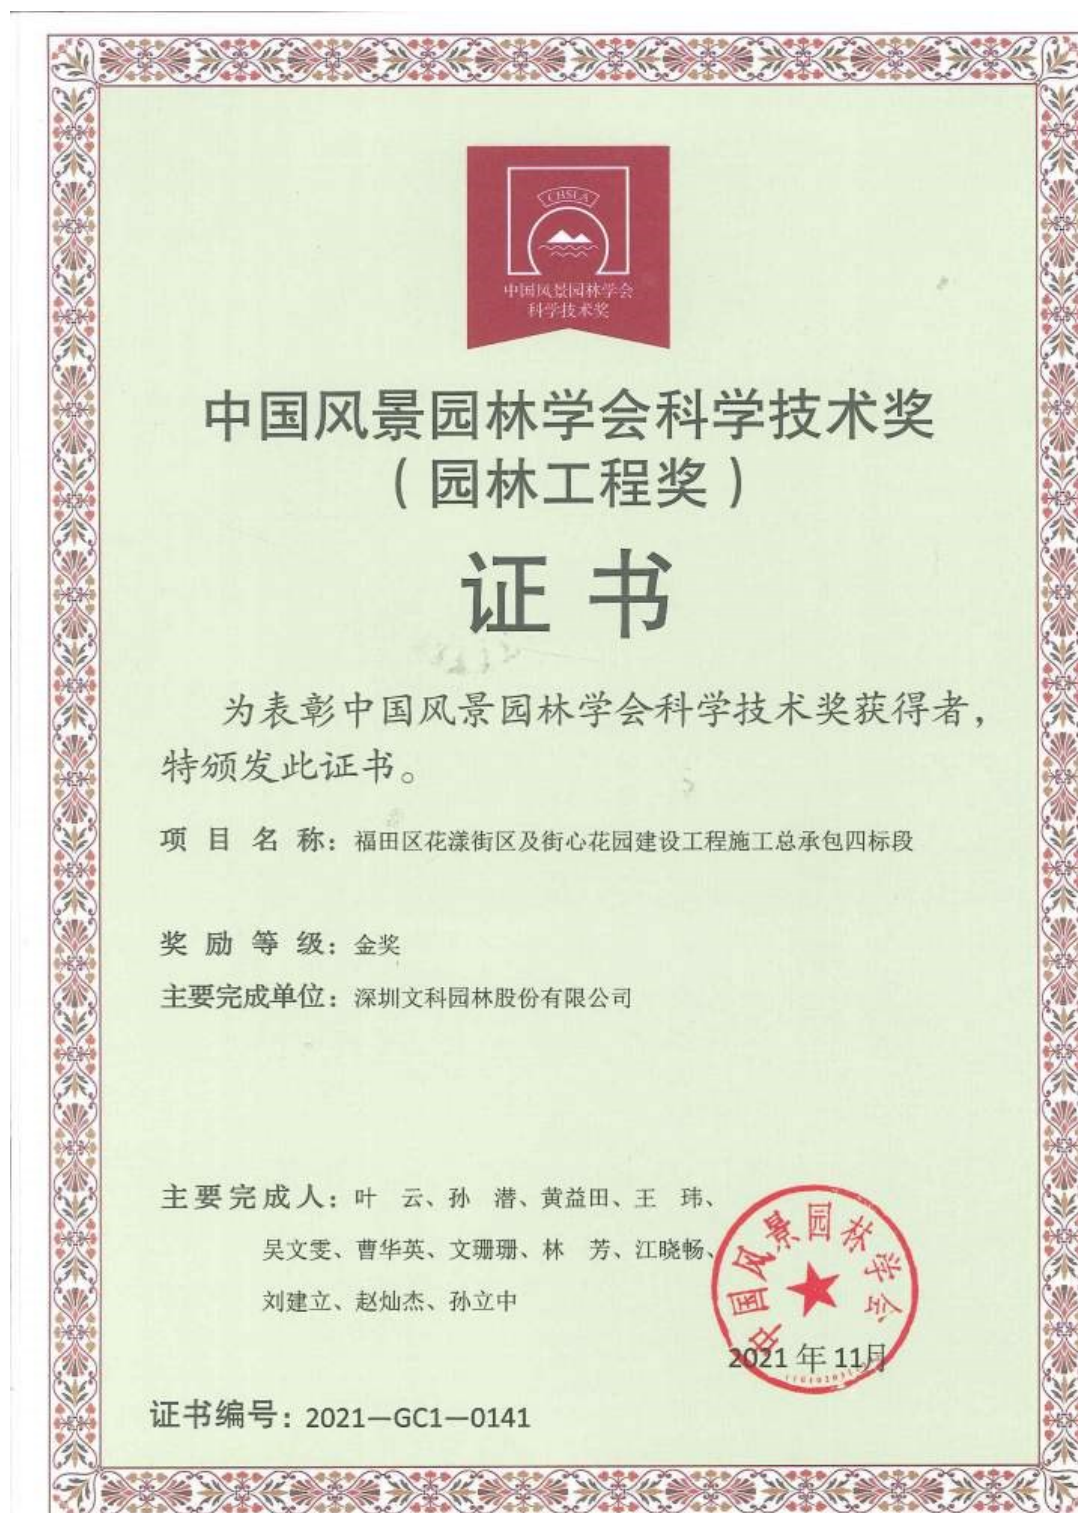 CHSLA
中国风景园林学会
科学技术奖
中国风景园林学会科学技术奖
（园林工程奖）
证书
为表彰中国风景园林学会科学技术奖获得者，
特颁发此证书。
项目名称：福田区花漾街区及街心花园建设工程施工总承包四标段
奖励等级：金奖
主要完成单位：深圳文科园林股份有限公司
主要完成人：叶　云、孙　潜、黄益田、王　玮、
吴文雯、曹华英、文珊珊、林　芳、江晓畅、
刘建立、赵灿杰、孙立中
中国风景园林学会
2021年11月
证书编号：2021—GC1—0141